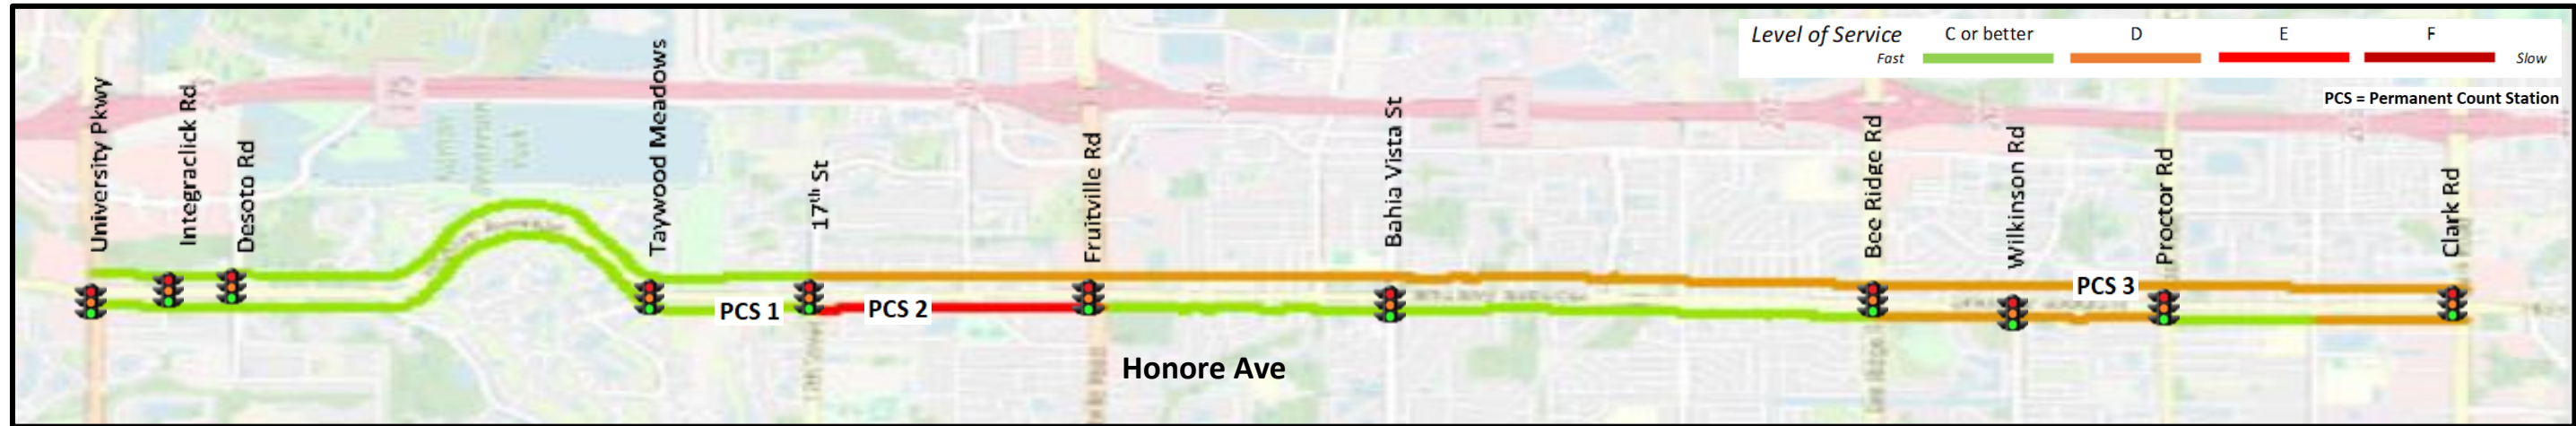 Level of Service
C or better
D
E
F
Fast
Slow
PCS = Permanent Count Station
University Pkwy
Integraclick Rd
Desoto Rd
Taywood Meadows
17th St
Fruitville Rd
Bahia Vista St
Bee Ridge Rd
Wilkinson Rd
Proctor Rd
Clark Rd
PCS 1
PCS 2
PCS 3
Honore Ave